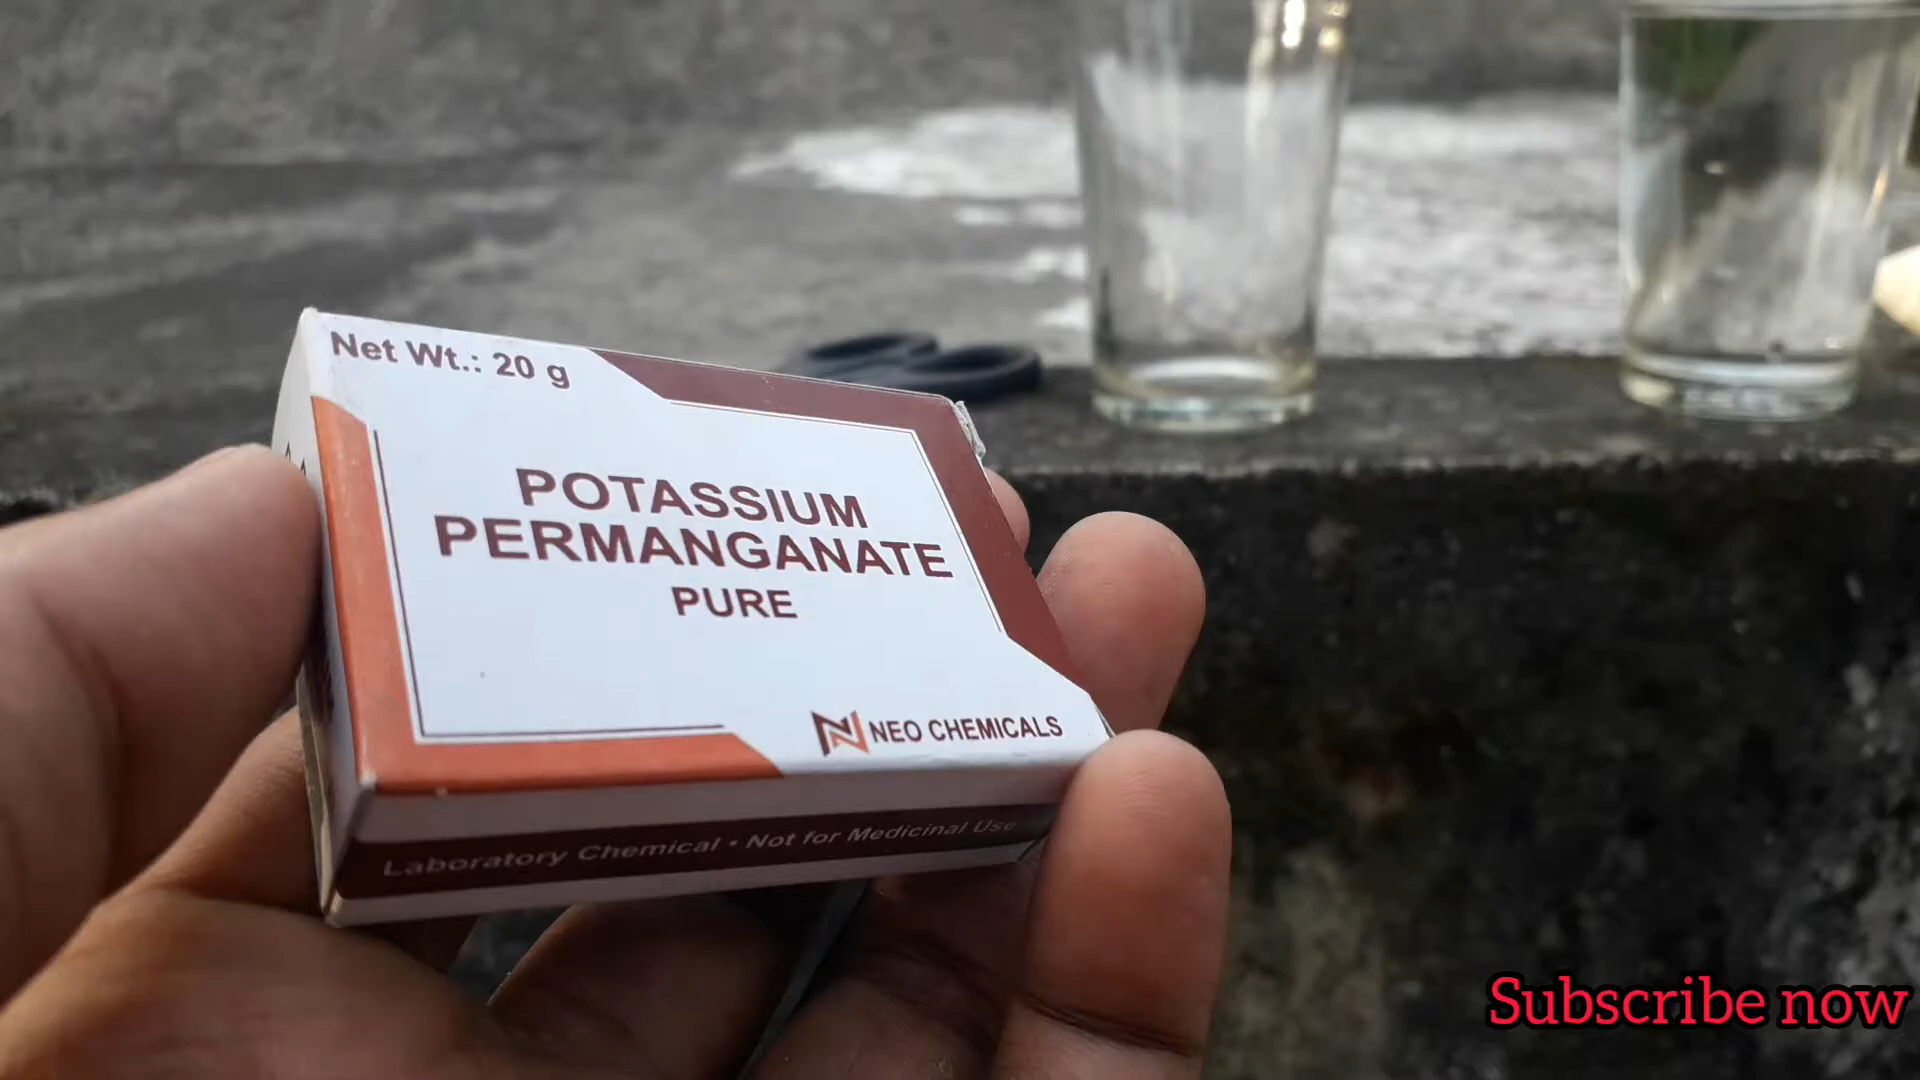 Net Wt.: 20 g
POTASSIUM
PERMANGANATE
PURE
NEO CHEMICALS
Laboratory Chemical • Not for Medicinal Use
Subscribe now